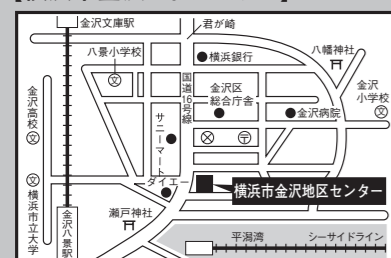 金沢文庫駅
君が崎
八景小学校
横浜銀行
八幡神社
金沢高校
国道16号線
金沢区
総合庁舎
金沢小学校
金沢病院
サニーマート
ダイエー
横浜市金沢地区センター
横浜市立大学
金沢八景駅
瀬戸神社
平潟湾
シーサイドライン